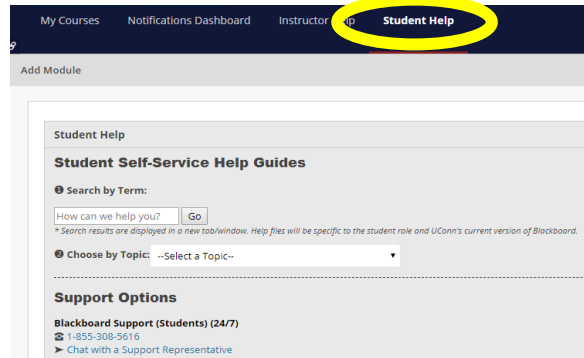 My Courses Notifications Dashboard Instructor Student Help
Add Module
Student Help
Student Self-Service Help Guides
❶ Search by Term:
How can we help you? Go
* Search results are displayed in a new tab/window. Help files will be specific to the student role and UConn's current version of Blackboard.
❷ Choose by Topic: --Select a Topic--
Support Options
Blackboard Support (Students) (24/7)
☎ 1-855-308-5616
➤ Chat with a Support Representative